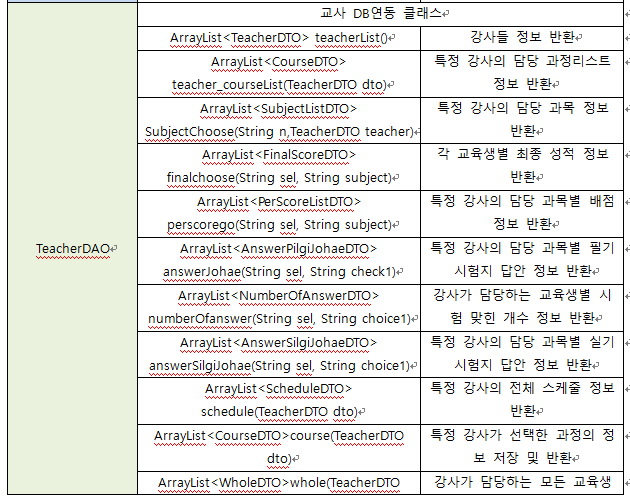 교사 DB연동 클래스
TeacherDAO
ArrayList<TeacherDTO> teacherList()
강사들 정보 반환
ArrayList<CourseDTO>
teacher_courseList(TeacherDTO dto)
특정 강사의 담당 과정리스트
정보 반환
ArrayList<SubjectListDTO>
SubjectChoose(String n,TeacherDTO teacher)
특정 강사의 담당 과목 정보
반환
ArrayList<FinalScoreDTO>
finalchoose(String sel, String subject)
각 교육생별 최종 성적 정보
반환
ArrayList<PerScoreListDTO>
perscorego(String sel, String subject)
특정 강사의 담당 과목별 배점
정보 반환
ArrayList<AnswerPilgiJohaeDTO>
answerJohae(String sel, String check1)
특정 강사의 담당 과목별 필기
시험지 답안 정보 반환
ArrayList<NumberOfAnswerDTO>
numberOfanswer(String sel, String choice1)
강사가 담당하는 교육생별 시
험 맞힌 개수 정보 반환
ArrayList<AnswerSilgiJohaeDTO>
answerSilgiJohae(String sel, String choice1)
특정 강사의 담당 과목별 실기
시험지 답안 정보 반환
ArrayList<ScheduleDTO>
schedule(TeacherDTO dto)
특정 강사의 전체 스케줄 정보
반환
ArrayList<CourseDTO>course(TeacherDTO
dto)
특정 강사가 선택한 과정의 정
보 저장 및 반환
ArrayList<WholeDTO>whole(TeacherDTO
강사가 담당하는 모든 교육생